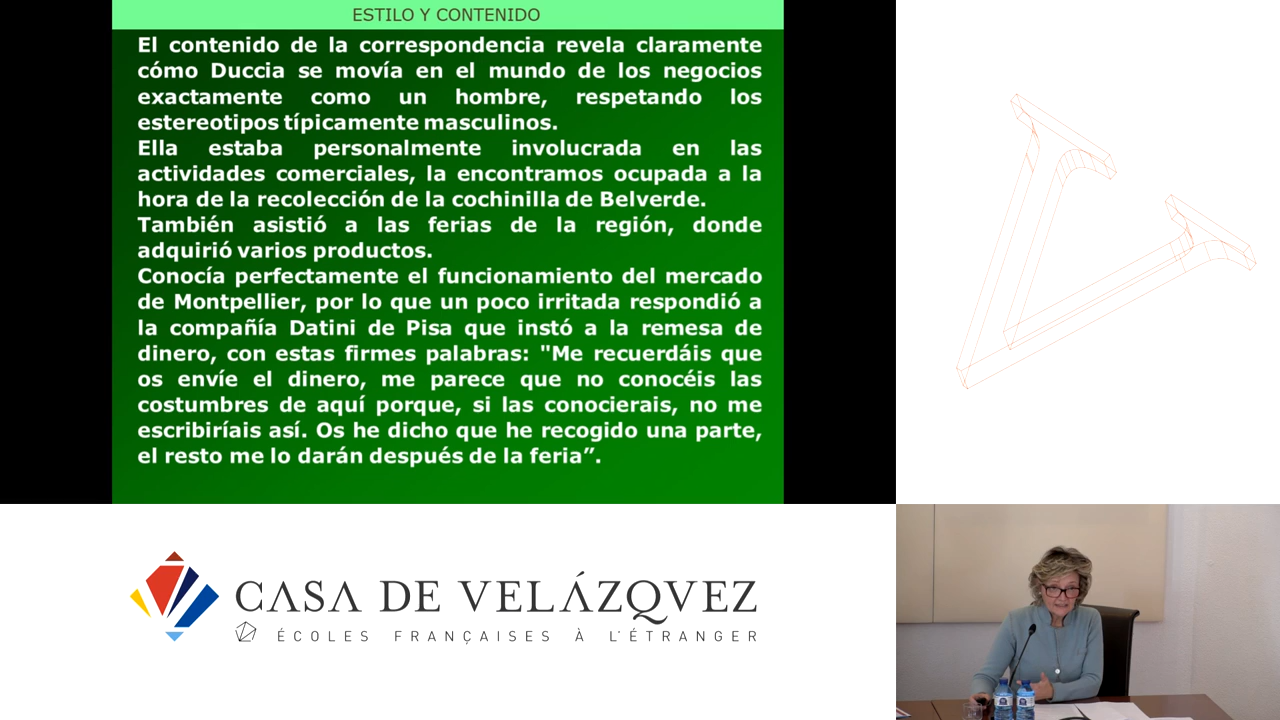 ESTILO Y CONTENIDO
El contenido de la correspondencia revela claramente
cómo Duccia se movía en el mundo de los negocios
exactamente como un hombre, respetando los
estereotipos típicamente masculinos.
Ella estaba personalmente involucrada en las
actividades comerciales, la encontramos ocupada a la
hora de la recolección de la cochinilla de Belverde.
También asistió a las ferias de la región, donde
adquirió varios productos.
Conocía perfectamente el funcionamiento del mercado
de Montpellier, por lo que un poco irritada respondió a
la compañía Datini de Pisa que instó a la remesa de
dinero, con estas firmes palabras: "Me recuerdáis que
os envíe el dinero, me parece que no conocéis las
costumbres de aquí porque, si las conocierais, no me
escribiríais así. Os he dicho que he recogido una parte,
el resto me lo darán después de la feria”.
CASA DE VELÁZQVEZ
ÉCOLES FRANÇAISES À L'ÉTRANGER